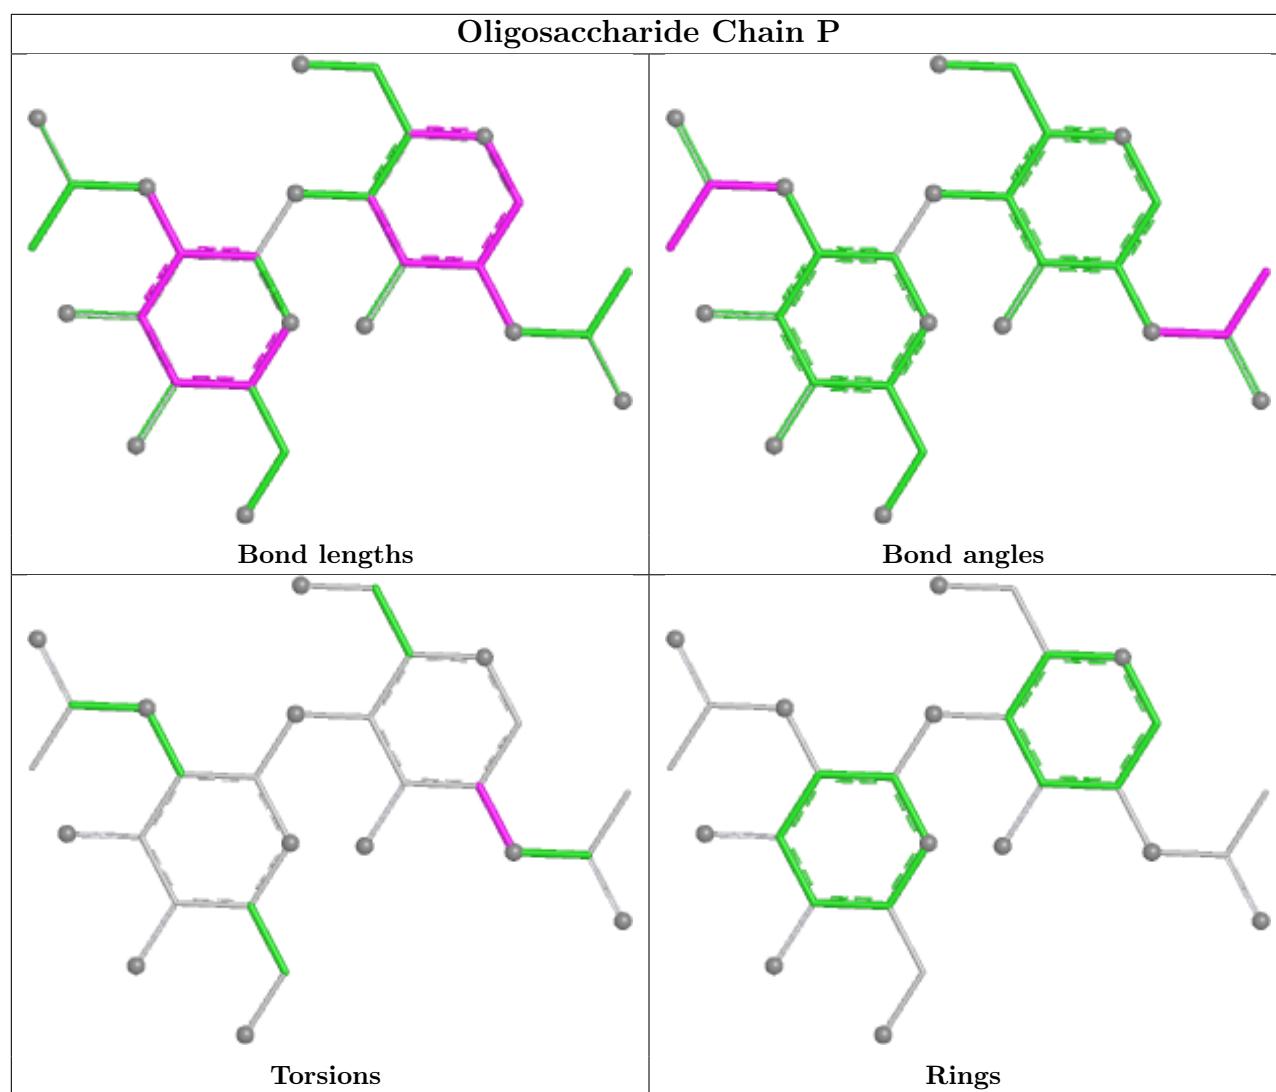 Oligosaccharide Chain P
Bond lengths
Bond angles
Torsions
Rings